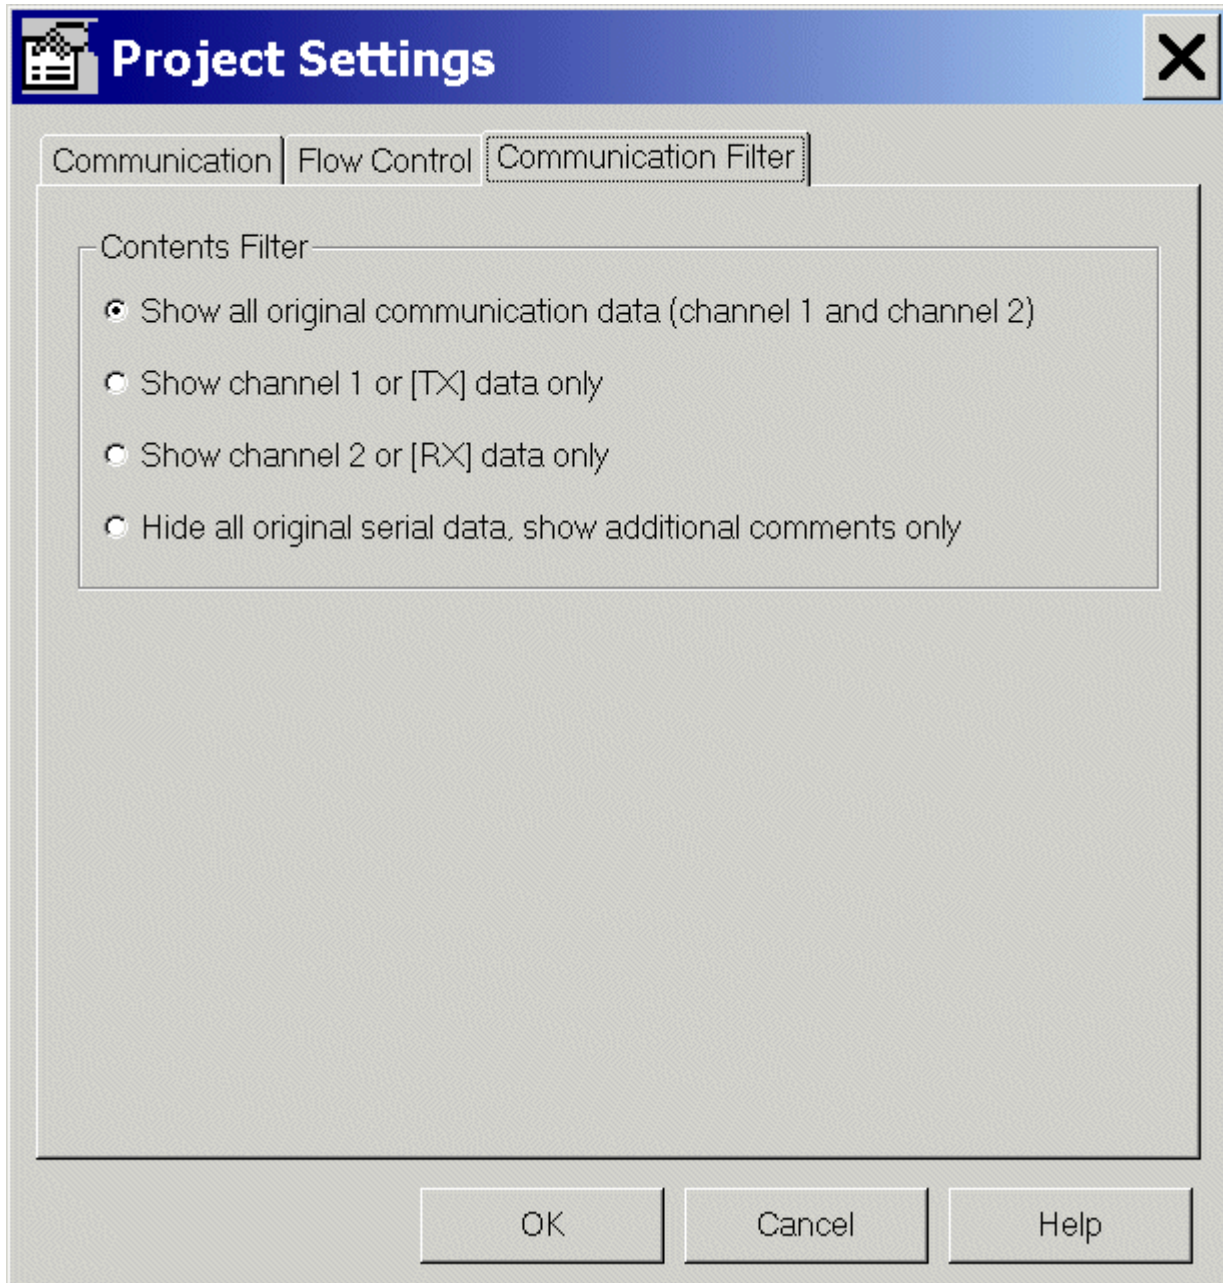 Project Settings
Communication
Flow Control
Communication Filter
Contents Filter
Show all original communication data (channel 1 and channel 2)
Show channel 1 or [TX] data only
Show channel 2 or [RX] data only
Hide all original serial data, show additional comments only
OK
Cancel
Help